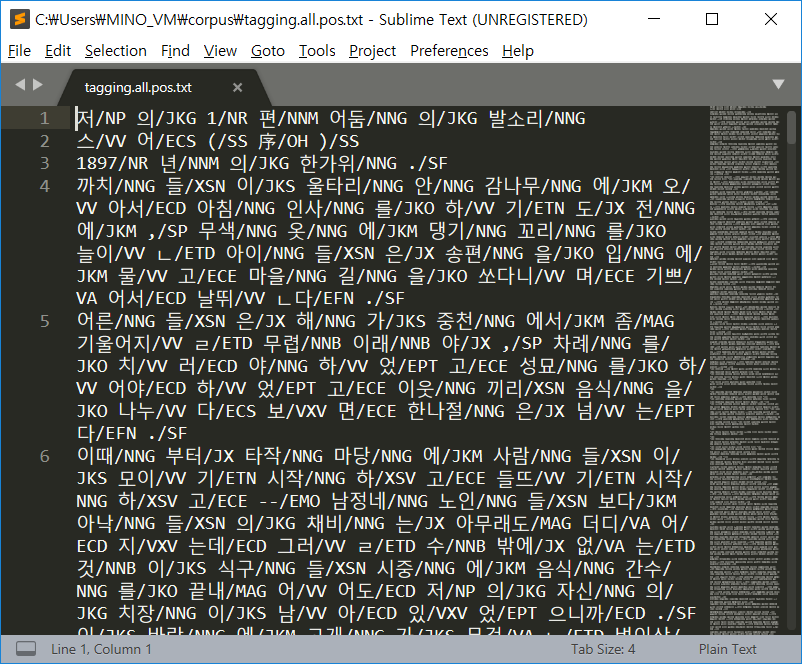 C:₩Users₩MINO_VM₩corpus₩tagging.all.pos.txt - Sublime Text (UNREGISTERED)
File Edit Selection Find View Goto Tools Project Preferences Help
tagging.all.pos.txt
1 저/NP 의/JKG 1/NR 편/NNM 어둠/NNG 의/JKG 발소리/NNG
2 스/VV 어/ECS (/SS 序/OH )/SS
3 1897/NR 년/NNM 의/JKG 한가위/NNG ./SF
4 까치/NNG 들/XSN 이/JKS 울타리/NNG 안/NNG 감나무/NNG 에/JKM 오/
VV 아서/ECD 아침/NNG 인사/NNG 를/JKO 하/VV 기/ETN 도/JX 전/NNG
에/JKM ,/SP 무색/NNG 옷/NNG 에/JKM 댕기/NNG 꼬리/NNG 를/JKO
늘이/VV ㄴ/ETD 아이/NNG 들/XSN 은/JX 송편/NNG 을/JKO 입/NNG 에/
JKM 물/VV 고/ECE 마을/NNG 길/NNG 을/JKO 쏘다니/VV 며/ECE 기쁘/
VA 어서/ECD 날뛰/VV ㄴ다/EFN ./SF
5 어른/NNG 들/XSN 은/JX 해/NNG 가/JKS 중천/NNG 에서/JKM 좀/MAG
기울어지/VV ㄹ/ETD 무렵/NNB 이래/NNB 야/JX ,/SP 차례/NNG 를/
JKO 치/VV 러/ECD 야/NNG 하/VV 었/EPT 고/ECE 성묘/NNG 를/JKO 하/
VV 어야/ECD 하/VV 었/EPT 고/ECE 이웃/NNG 끼리/XSN 음식/NNG 을/
JKO 나누/VV 다/ECS 보/VXV 면/ECE 한나절/NNG 은/JX 넘/VV 는/EPT
다/EFN ./SF
6 이때/NNG 부터/JX 타작/NNG 마당/NNG 에/JKM 사람/NNG 들/XSN 이/
JKS 모이/VV 기/ETN 시작/NNG 하/XSV 고/ECE 들뜨/VV 기/ETN 시작/
NNG 하/XSV 고/ECE --/EMO 남정네/NNG 노인/NNG 들/XSN 보다/JKM
아낙/NNG 들/XSN 의/JKG 채비/NNG 는/JX 아무래도/MAG 더디/VA 어/
ECD 지/VXV 는데/ECD 그러/VV ㄹ/ETD 수/NNB 밖에/JX 없/VA 는/ETD
것/NNB 이/JKS 식구/NNG 들/XSN 시중/NNG 에/JKM 음식/NNG 간수/
NNG 를/JKO 끝내/MAG 어/VV 어도/ECD 저/NP 의/JKG 자신/NNG 의/
JKG 치장/NNG 이/JKS 남/VV 아/ECD 있/VXV 었/EPT 으니까/ECD ./SF
Line 1, Column 1 Tab Size: 4 Plain Text